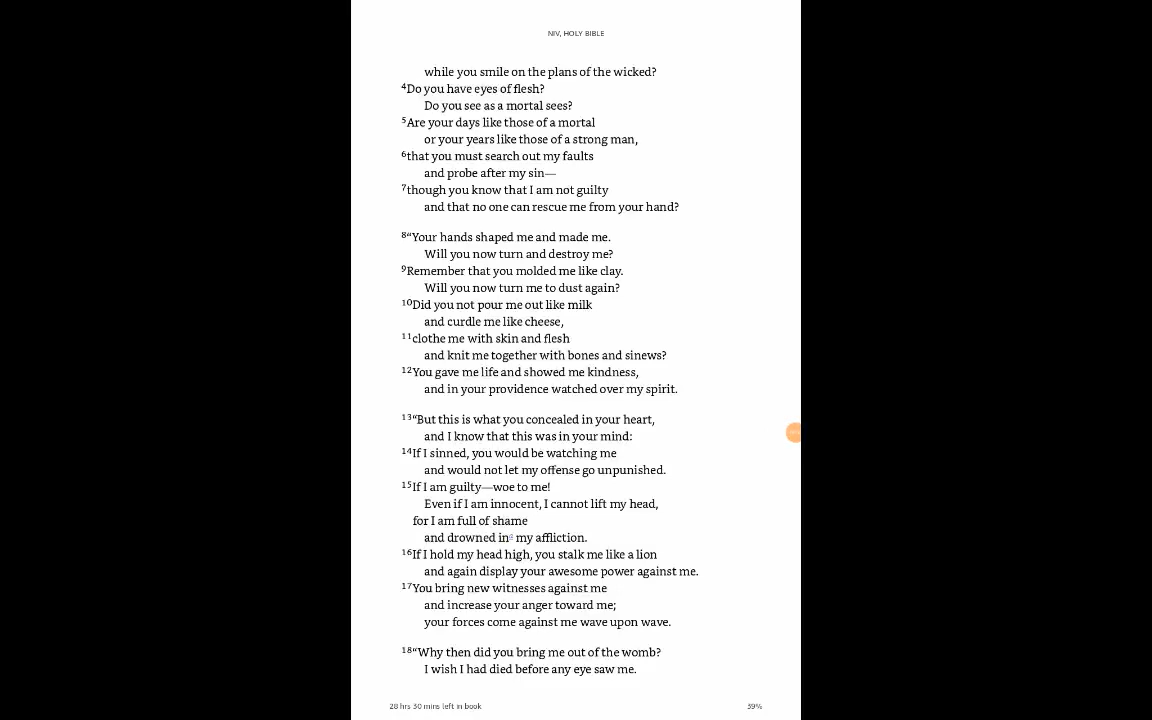 NIV, HOLY BIBLE
while you smile on the plans of the wicked?
4Do you have eyes of flesh?
Do you see as a mortal sees?
5Are your days like those of a mortal
or your years like those of a strong man,
6that you must search out my faults
and probe after my sin—
7though you know that I am not guilty
and that no one can rescue me from your hand?
8“Your hands shaped me and made me.
Will you now turn and destroy me?
9Remember that you molded me like clay.
Will you now turn me to dust again?
10Did you not pour me out like milk
and curdle me like cheese,
11clothe me with skin and flesh
and knit me together with bones and sinews?
12You gave me life and showed me kindness,
and in your providence watched over my spirit.
13“But this is what you concealed in your heart,
and I know that this was in your mind:
14If I sinned, you would be watching me
and would not let my offense go unpunished.
15If I am guilty—woe to me!
Even if I am innocent, I cannot lift my head,
for I am full of shame
and drowned in my affliction.
16If I hold my head high, you stalk me like a lion
and again display your awesome power against me.
17You bring new witnesses against me
and increase your anger toward me;
your forces come against me wave upon wave.
18“Why then did you bring me out of the womb?
I wish I had died before any eye saw me.
28 hrs 30 mins left in book
39%